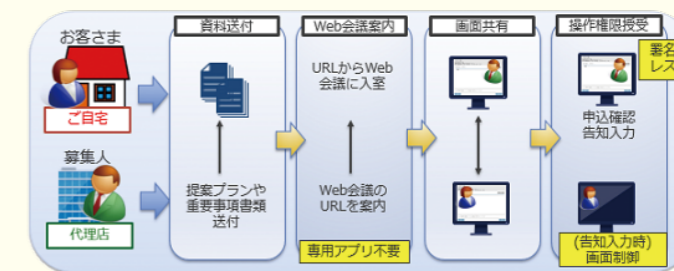 お客さま
ご自宅
募集人
代理店
資料送付
提案プランや
重要事項書類
送付
Web会議案内
URLからWeb
会議に入室
Web会議の
URLを案内
専用アプリ不要
画面共有
操作権限授受
署名
レス
申込確認
告知入力
(告知入力時)
画面制御